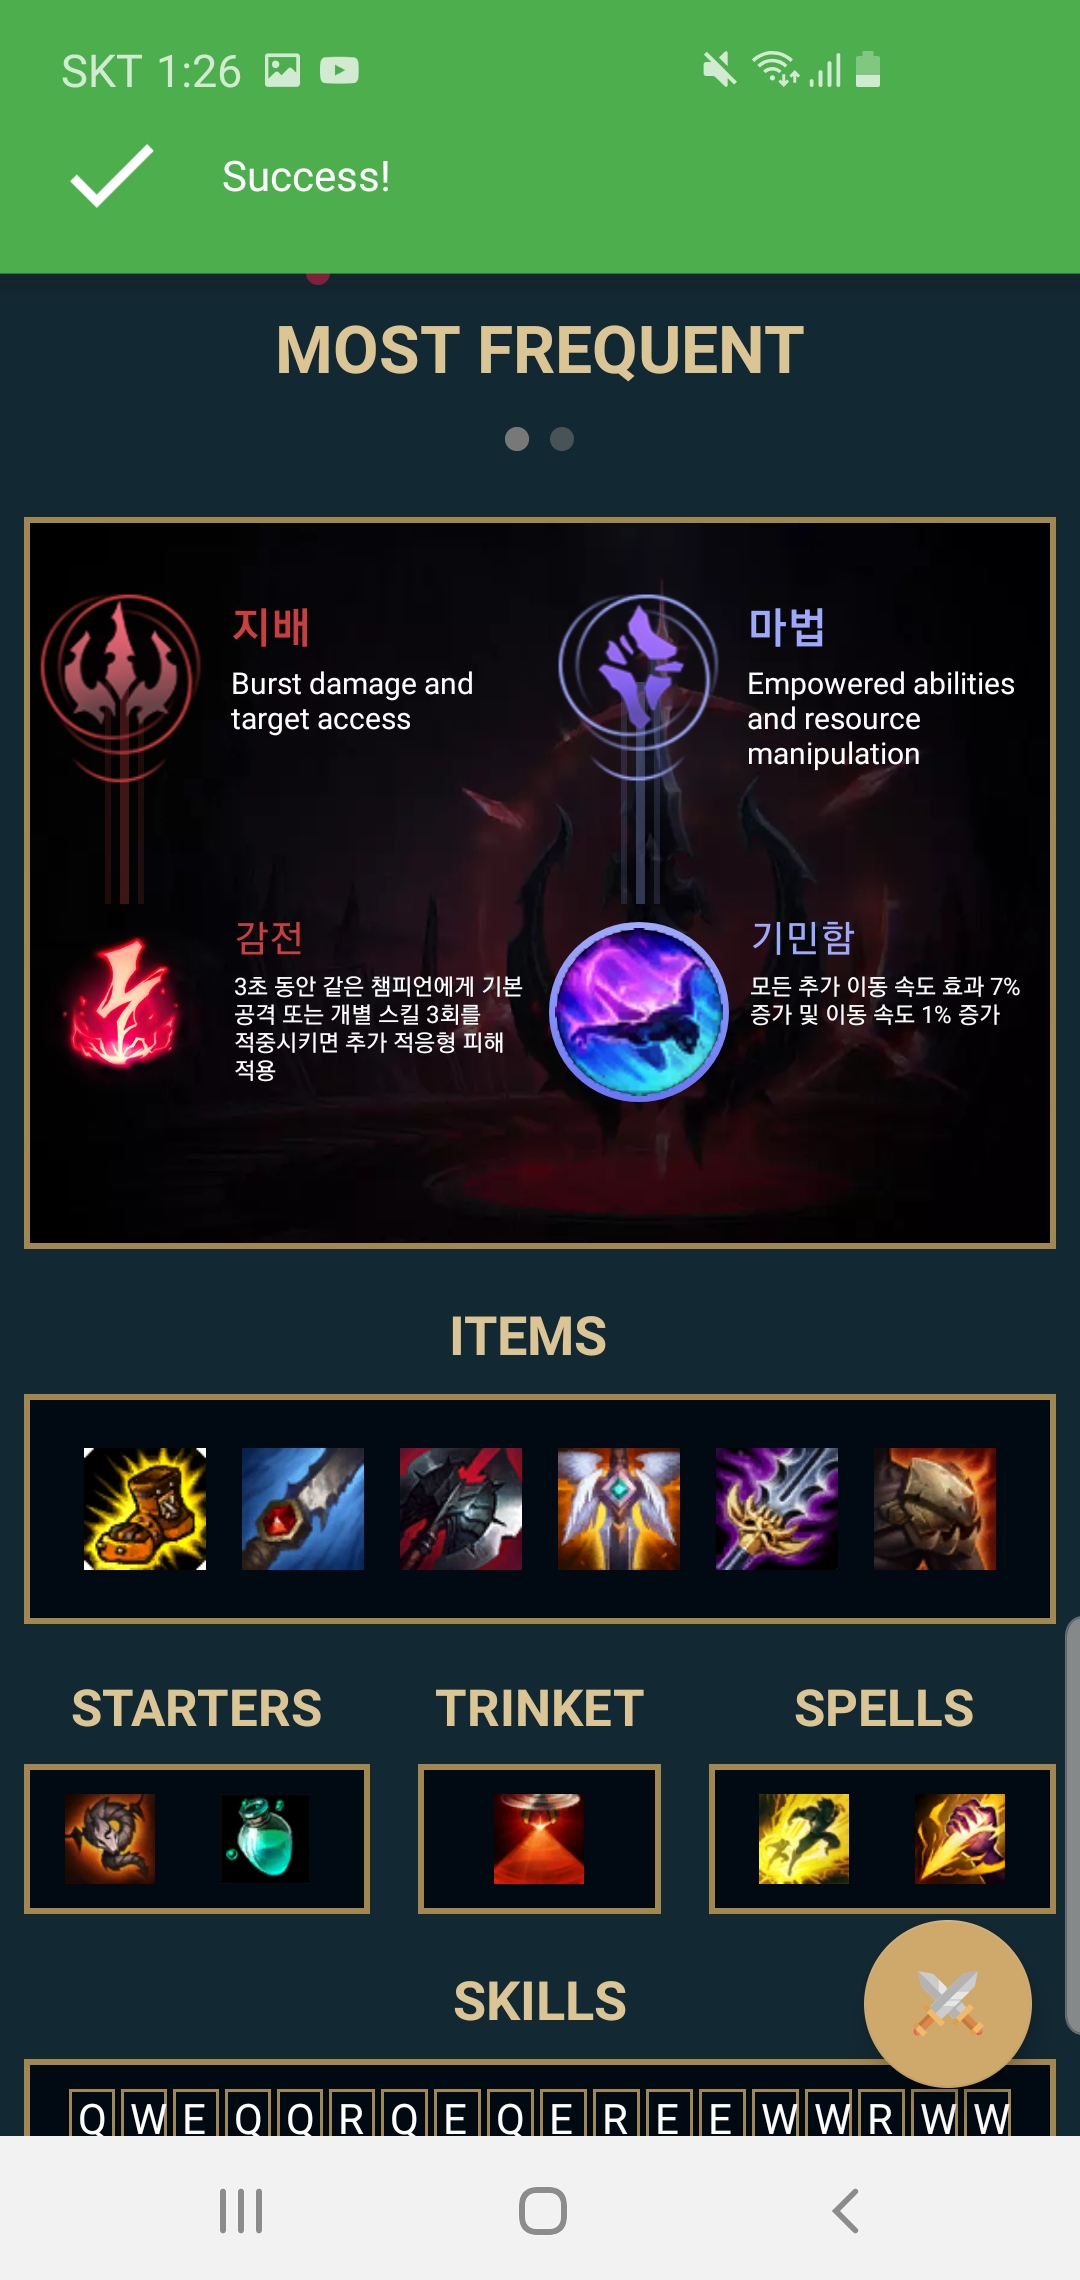 SKT 1:26
Success!
MOST FREQUENT
지배
Burst damage and
target access
마법
Empowered abilities
and resource
manipulation
감전
3초 동안 같은 챔피언에게 기본
공격 또는 개별 스킬 3회를
적중시키면 추가 적응형 피해
적용
기민함
모든 추가 이동 속도 효과 7%
증가 및 이동 속도 1% 증가
ITEMS
STARTERS
TRINKET
SPELLS
SKILLS
Q W E Q Q R Q E Q E R E E W W R W W